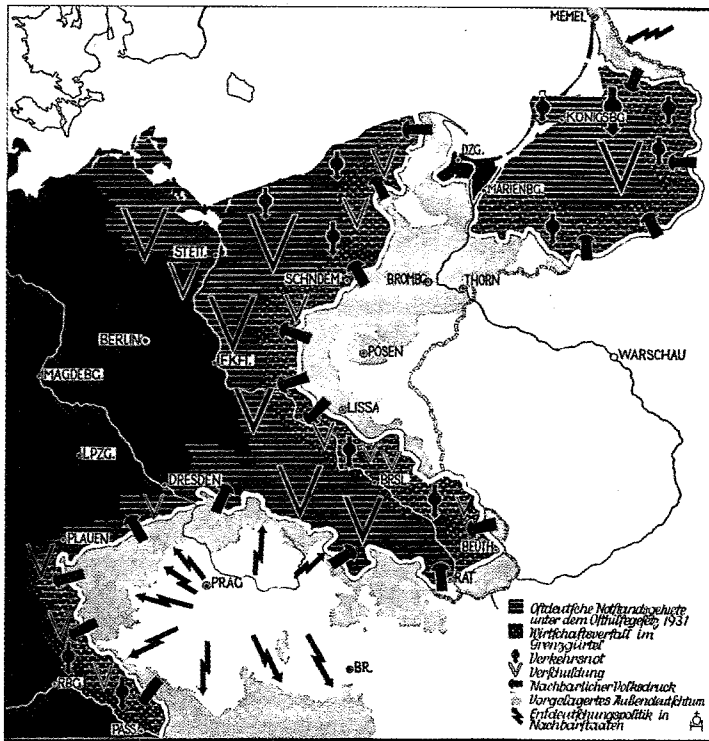 MEMEL
KÖNIGSBG.
DZG.
MARIENBG.
STETT.
SCHNDEM.
BROMBG.
THORN
BERLIN
FKFT.
POSEN
WARSCHAU
MAGDEBG.
LISSA
LPZG.
BRSL.
DRESDEN
PLAUEN
BEUTH.
PRAG
RAT.
BR.
RBG.
PASS.
Ostdeutsche Notstandsgebiete
unter dem Osthilfegesetz 1931
Wirtschaftsverfall im
Grenzgürtel
Verkehrsnot
Verschuldung
Nachbarlicher Volksdruck
Vorgelagertes Außendeutschtum
Entdeutschungspolitik in
Nachbarstaaten